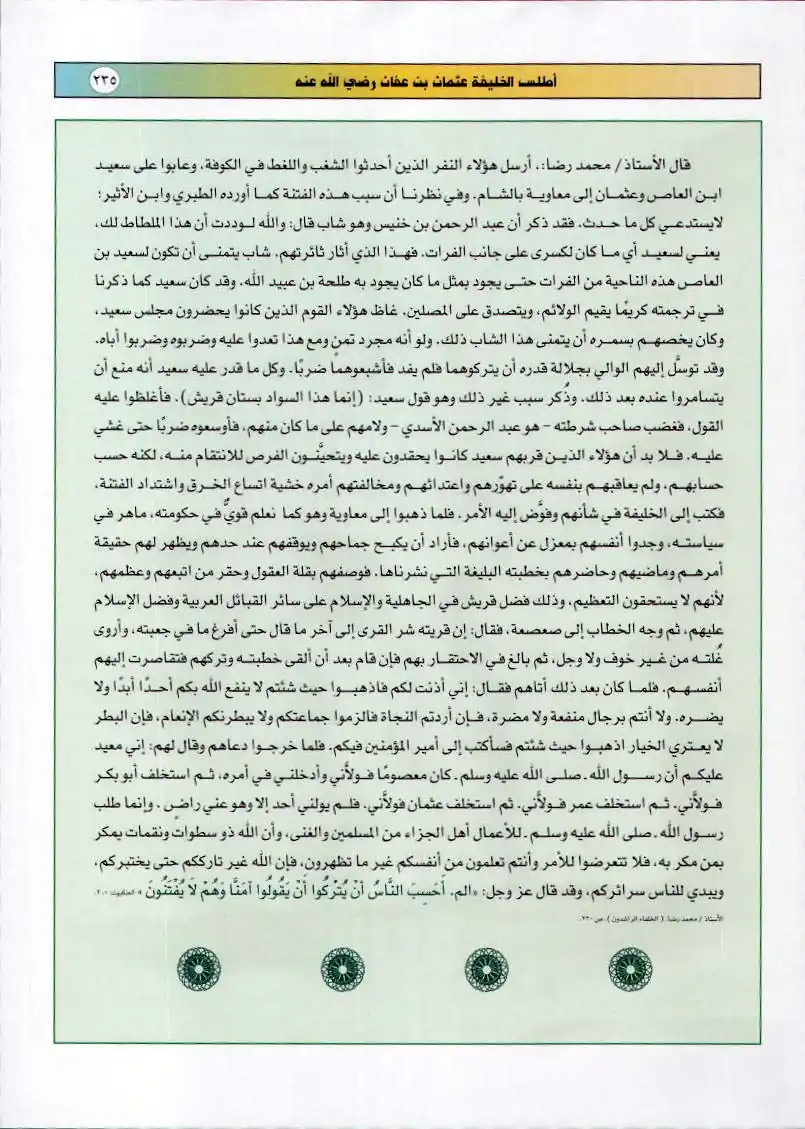 أطلس الخليفة عثمان بن عفان رضي الله عنه
٢٣٥
قال الأستاذ/ محمد رضا:. أرسل هؤلاء النفر الذين أحدثوا الشغب واللغط في الكوفة، وعابوا على سعيد
ابن العاص وعثمان إلى معاوية بالشام. وفي نظرنا أن سبب هذه الفتنة كما أورده الطبري وابن الأثير؛
لايستدعي كل ما حدث. فقد ذكر أن عبد الرحمن بن خنيس وهو شاب قال: والله لوددت أن هذا الملطاط لك،
يعني لسعيد أي ما كان لكسرى على جانب الفرات. فهذا الذي أثار ثائرتهم. شاب يتمنى أن تكون لسعيد بن
العاص هذه الناحية من الفرات حتى يجود بمثل ما كان يجود به طلحة بن عبيد الله. وقد كان سعيد كما ذكرنا
في ترجمته كريمًا يقيم الولائم، ويتصدق على المصلين. غاظ هؤلاء القوم الذين كانوا يحضرون مجلس سعيد،
وكان يخصهم بسمره أن يتمنى هذا الشاب ذلك. ولو أنه مجرد تمنٍ ومع هذا تعدوا عليه وضربوه وضربوا أباه.
وقد توسَّل إليهم الوالي بجلالة قدره أن يتركوهما فلم يفد فأشبعوهما ضربًا. وكل ما قدر عليه سعيد أنه منع أن
يتسامروا عنده بعد ذلك. وذُكر سبب غير ذلك وهو قول سعيد: (إنما هذا السواد بستان قريش). فأغلظوا عليه
القول، فغضب صاحب شرطته - هو عبد الرحمن الأسدي - ولامهم على ما كان منهم، فأوسعوه ضربًا حتى غشي
عليه. فلا بد أن هؤلاء الذين قربهم سعيد كانوا يحقدون عليه ويتحيَّنون الفرص للانتقام منه، لكنه حسب
حسابهم، ولم يعاقبهم بنفسه على تهوّرهم واعتدائهم ومخالفتهم أمره خشية اتساع الخرق واشتداد الفتنة،
فكتب إلى الخليفة في شأنهم وفوَّض إليه الأمر. فلما ذهبوا إلى معاوية وهو كما نعلم قويٌّ في حكومته، ماهر في
سياسته، وجدوا أنفسهم بمعزل عن أعوانهم، فأراد أن يكبح جماحهم ويوقفهم عند حدهم ويظهر لهم حقيقة
أمرهم وماضيهم وحاضرهم بخطبته البليغة التي نشرناها. فوصفهم بقلة العقول وحقر من اتبعهم وعظمهم،
لأنهم لا يستحقون التعظيم، وذلك فضل قريش في الجاهلية والإسلام على سائر القبائل العربية وفضل الإسلام
عليهم، ثم وجه الخطاب إلى صعصعة، فقال: إن قريته شر القرى إلى آخر ما قال حتى أفرغ ما في جعبته، وأروى
غُلته من غير خوف ولا وجل، ثم بالغ في الاحتقار بهم فإن قام بعد أن ألقى خطبته وتركهم فتقاصرت إليهم
أنفسهم. فلما كان بعد ذلك أتاهم فقال: إني أذنت لكم فاذهبوا حيث شئتم لا ينفع الله بكم أحدًا أبدًا ولا
يضره. ولا أنتم برجال منفعة ولا مضرة، فإن أردتم النجاة فالزموا جماعتكم ولا يبطرنكم الإنعام، فإن البطر
لا يعتري الخيار اذهبوا حيث شئتم فسأكتب إلى أمير المؤمنين فيكم. فلما خرجوا دعاهم وقال لهم: إني معيد
عليكم أن رسول الله ـ صلى الله عليه وسلم ـ كان معصومًا فولّاني وأدخلني في أمره، ثم استخلف أبو بكر
فولاَّني. ثم استخلف عمر فولاَّني. ثم استخلف عثمان فولاّني. فلم يولني أحد إلا وهو عني راضٍ . وإنما طلب
رسول الله ـ صلى الله عليه وسلم ـ للأعمال أهل الجزاء من المسلمين والغنى، وأن الله ذو سطوات ونقمات يمكر
بمن مكر به، فلا تتعرضوا للأمر وأنتم تعلمون من أنفسكم غير ما تظهرون، فإن الله غير تارككم حتى يختبركم،
ويبدي للناس سرائركم، وقد قال عز وجل: «الم. أَحَسِبَ النَّاسُ أَنْ يُتْرَكُوا أَنْ يَقُولُوا آمَنَّا وَهُمْ لَا يُفْتَنُونَ » العنكبوت: ١-٢.
الأستاذ / محمد رضا، ( الخلفاء الراشدون )، ص ٢٣٠.